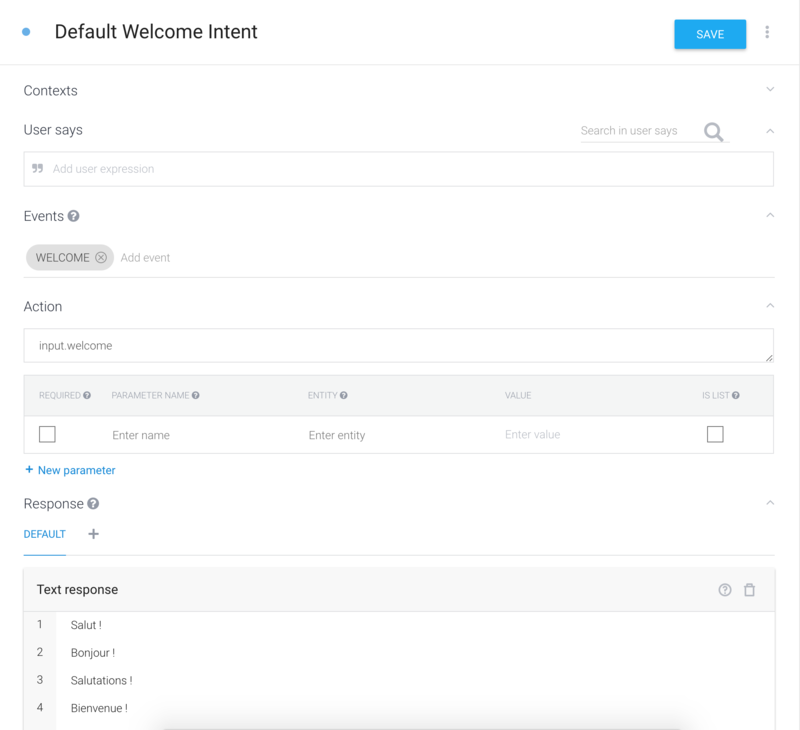 Default Welcome Intent
SAVE
Contexts
User says
Search in user says
Add user expression
Events
WELCOME Add event
Action
input.welcome
REQUIRED PARAMETER NAME ENTITY VALUE IS LIST
Enter name Enter entity Enter value
+ New parameter
Response
DEFAULT +
Text response
1 Salut !
2 Bonjour !
3 Salutations !
4 Bienvenue !